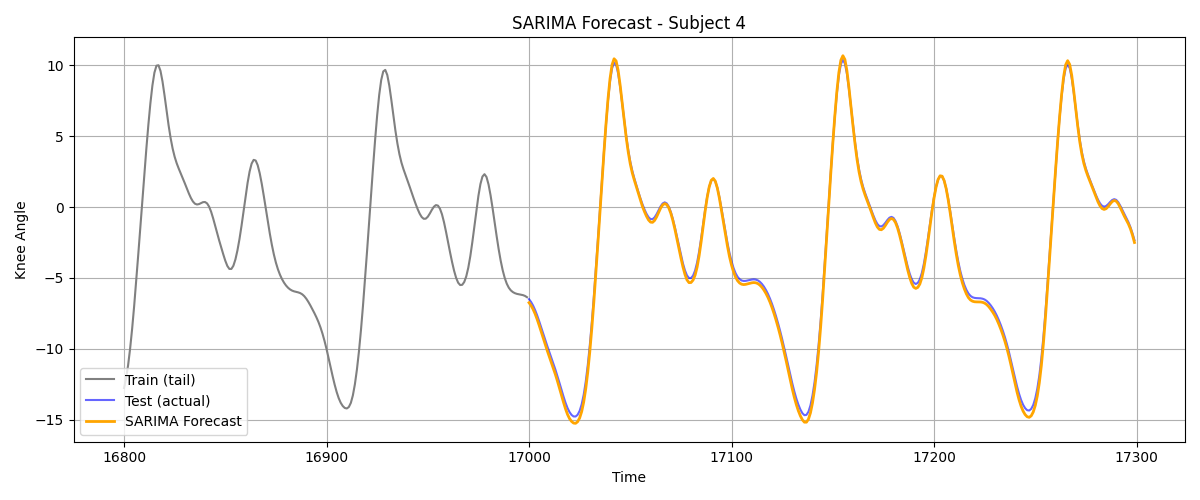 SARIMA Forecast - Subject 4
Knee Angle
10
5
0
−5
−10
−15
Train (tail)
Test (actual)
SARIMA Forecast
16800 16900 17000 17100 17200 17300
Time